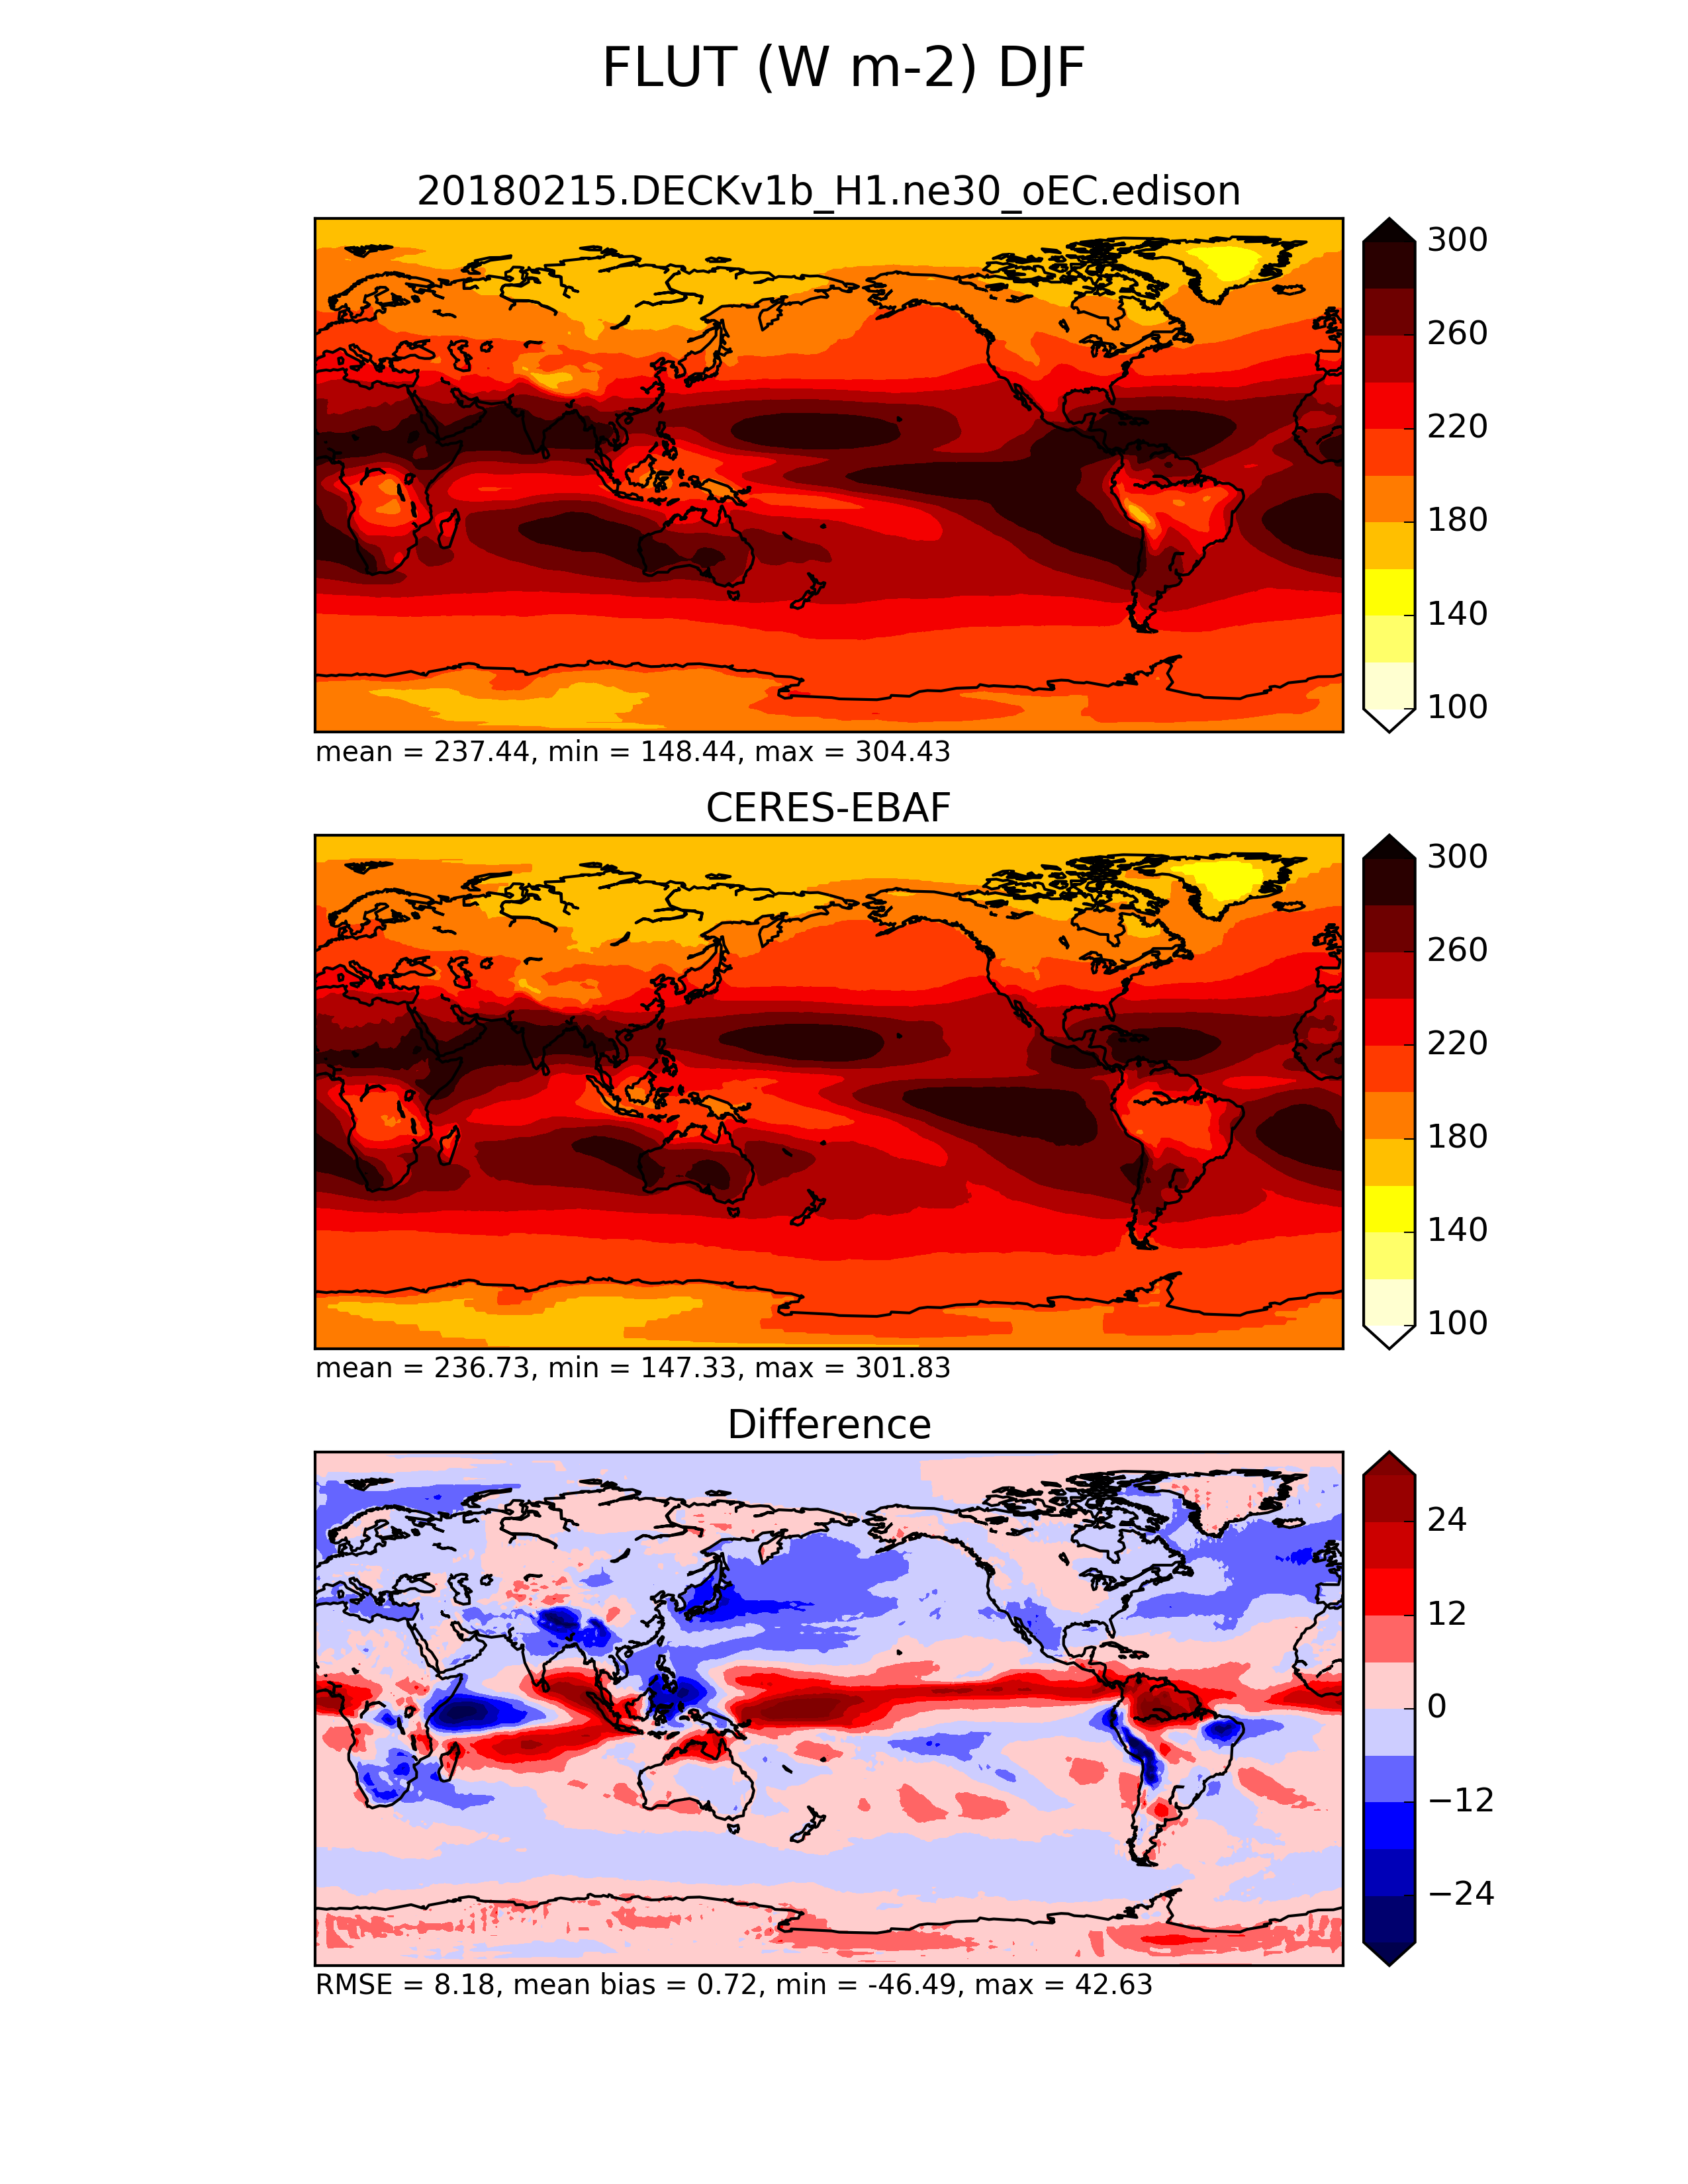 FLUT (W m-2) DJF
20180215.DECKv1b_H1.ne30_oEC.edison
300
260
220
180
140
100
mean = 237.44, min = 148.44, max = 304.43
CERES-EBAF
300
260
220
180
140
100
mean = 236.73, min = 147.33, max = 301.83
Difference
24
12
0
−12
−24
RMSE = 8.18, mean bias = 0.72, min = -46.49, max = 42.63